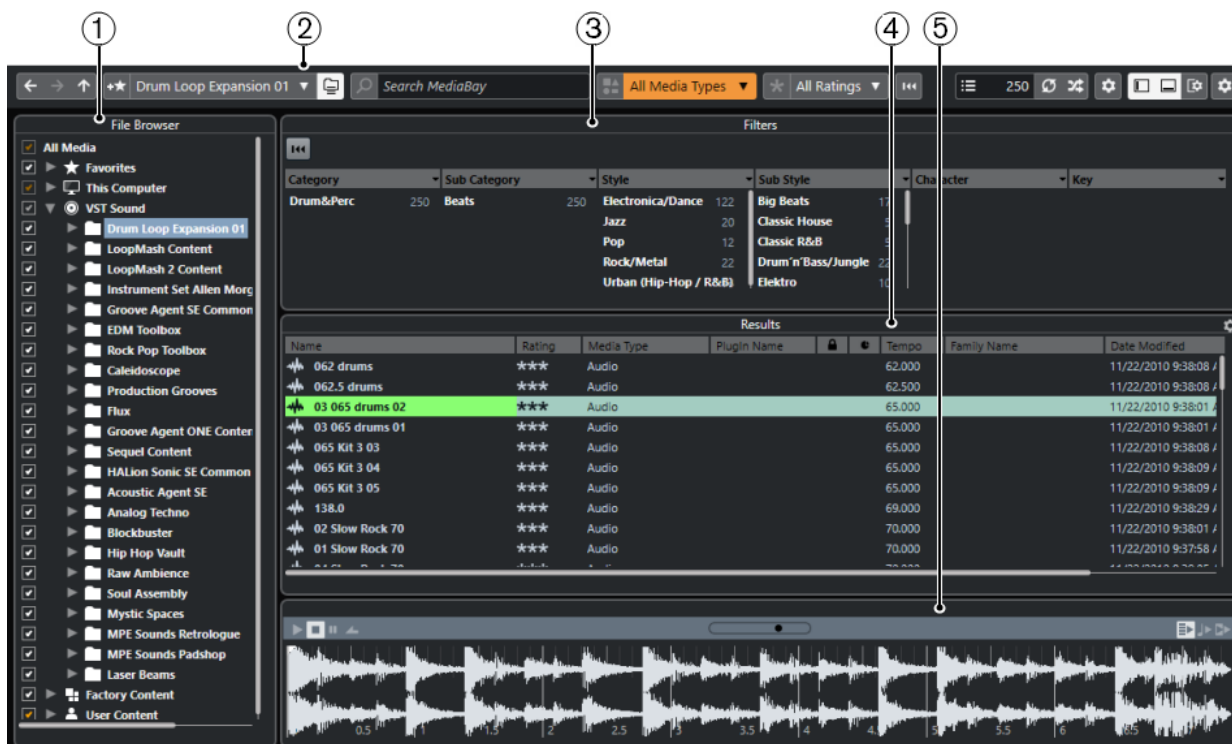 1 2 3 4 5
Drum Loop Expansion 01 Search MediaBay All Media Types All Ratings 250
File Browser
All Media
Favorites
This Computer
VST Sound
Drum Loop Expansion 01
LoopMash Content
LoopMash 2 Content
Instrument Set Allen Morg
Groove Agent SE Common
EDM Toolbox
Rock Pop Toolbox
Caleidoscope
Production Grooves
Flux
Groove Agent ONE Conten
Sequel Content
HALion Sonic SE Common
Acoustic Agent SE
Analog Techno
Blockbuster
Hip Hop Vault
Raw Ambience
Soul Assembly
Mystic Spaces
MPE Sounds Retrologue
MPE Sounds Padshop
Laser Beams
Factory Content
User Content
Filters
Category Sub Category Style Sub Style Character Key
Drum&Perc 250 Beats 250 Electronica/Dance 122 Big Beats 17
Jazz 20 Classic House 5
Pop 12 Classic R&B 5
Rock/Metal 22 Drum´n´Bass/Jungle 22
Urban (Hip-Hop / R&B) Elektro 10
Results
Name Rating Media Type PlugIn Name Tempo Family Name Date Modified
062 drums *** Audio 62.000 11/22/2010 9:38:08 A
062.5 drums *** Audio 62.500 11/22/2010 9:38:08 A
03 065 drums 02 *** Audio 65.000 11/22/2010 9:38:01 A
03 065 drums 01 *** Audio 65.000 11/22/2010 9:38:01 A
065 Kit 3 03 *** Audio 65.000 11/22/2010 9:38:08 A
065 Kit 3 04 *** Audio 65.000 11/22/2010 9:38:09 A
065 Kit 3 05 *** Audio 65.000 11/22/2010 9:38:09 A
138.0 *** Audio 69.000 11/22/2010 9:38:29 A
02 Slow Rock 70 *** Audio 70.000 11/22/2010 9:38:01 A
01 Slow Rock 70 *** Audio 70.000 11/22/2010 9:37:58 A
0.5 1 1.5 2 2.5 3 3.5 4 4.5 5 5.5 6 6.5